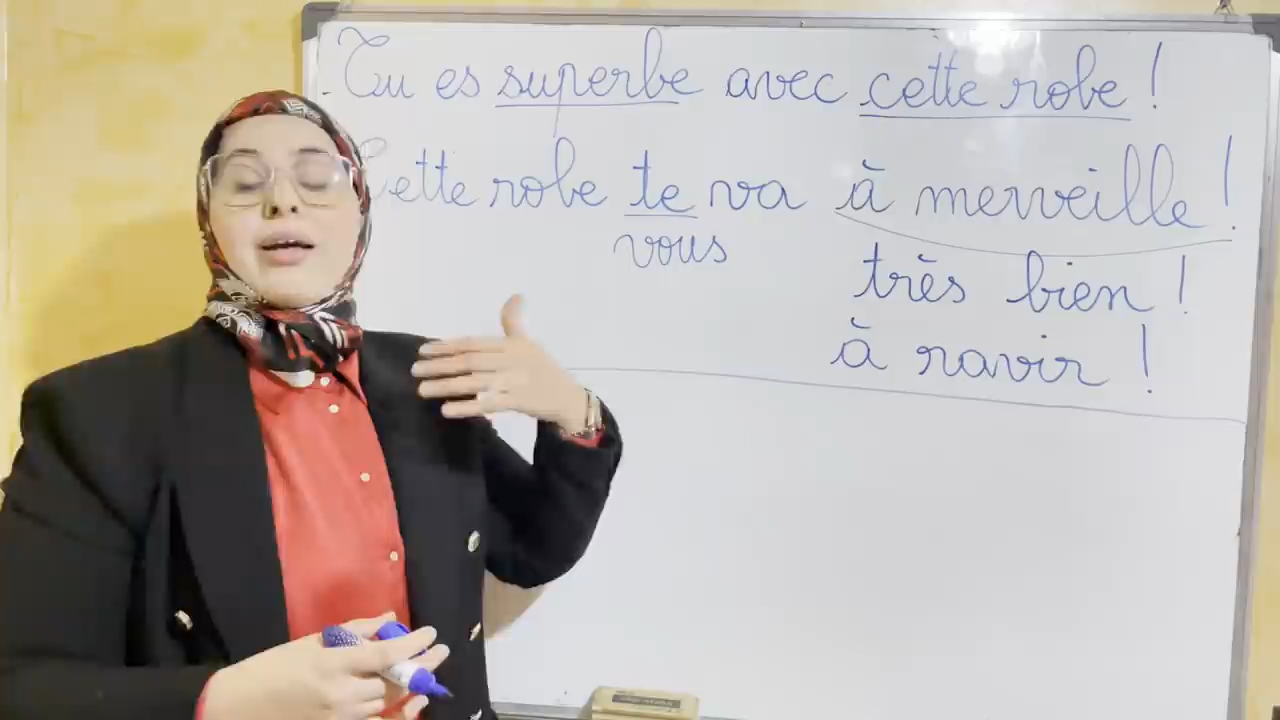 - Tu es superbe avec cette robe !
Cette robe te va à merveille !
vous
très bien !
à ravir !